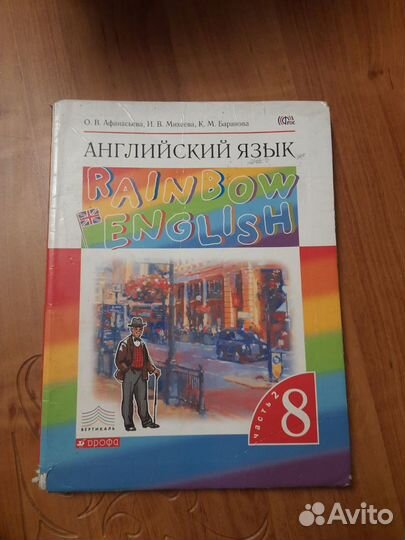 О. В. Афанасьева, И. В. Михеева, К. М. Баранова
АНГЛИЙСКИЙ ЯЗЫК
RAINBOW
ENGLISH
часть 2
8
ВЕРТИКАЛЬ
ДРОФА
Avito